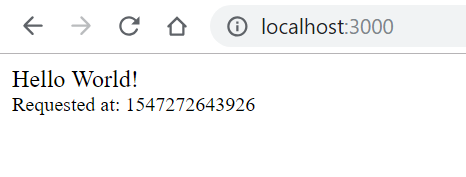 localhost:3000
Hello World!
Requested at: 1547272643926